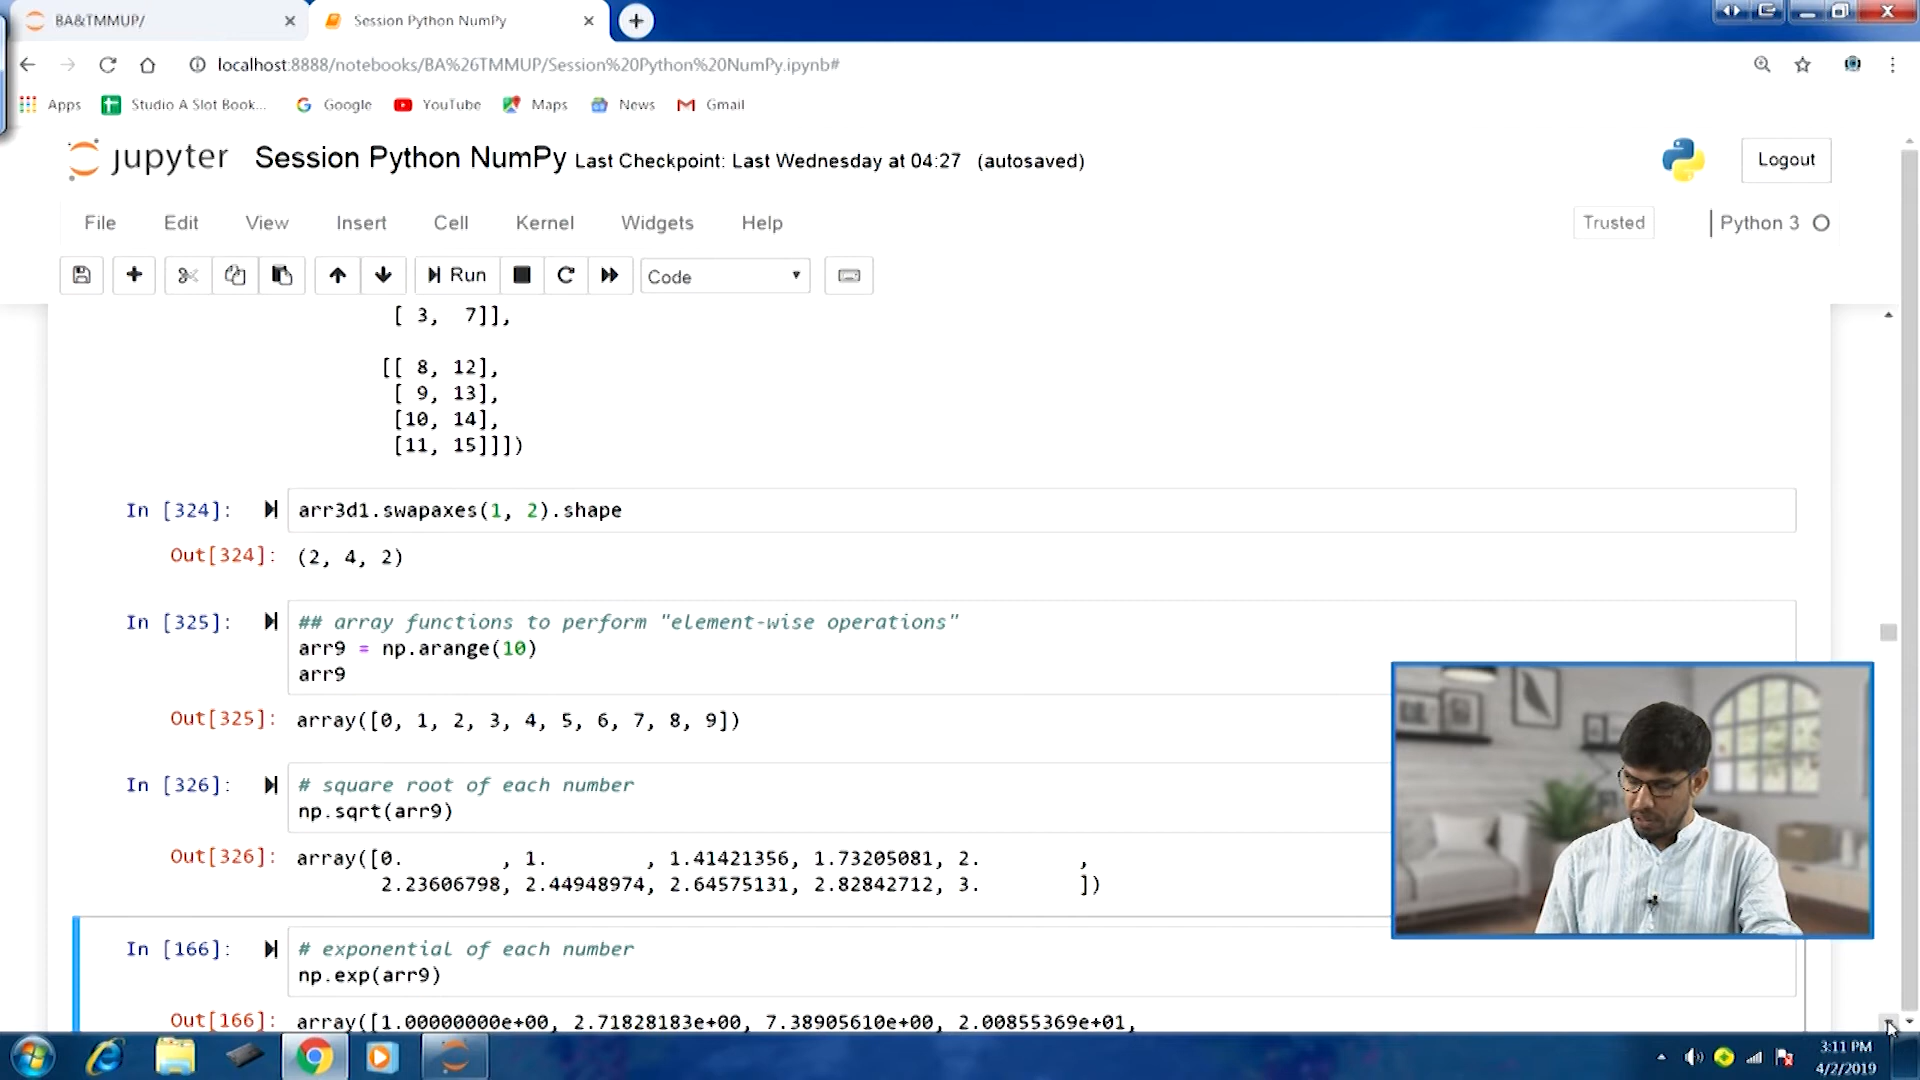 BA&TMMUP/
Session Python NumPy
localhost:8888/notebooks/BA%26TMMUP/Session%20Python%20NumPy.ipynb#
Apps Studio A Slot Book... Google YouTube Maps News Gmail
jupyter Session Python NumPy Last Checkpoint: Last Wednesday at 04:27 (autosaved) Logout
File Edit View Insert Cell Kernel Widgets Help Trusted Python 3
Run Code
[ 3,  7]],
[[ 8, 12],
[ 9, 13],
[10, 14],
[11, 15]]])
In [324]: arr3d1.swapaxes(1, 2).shape
Out[324]: (2, 4, 2)
In [325]: ## array functions to perform "element-wise operations"
arr9 = np.arange(10)
arr9
Out[325]: array([0, 1, 2, 3, 4, 5, 6, 7, 8, 9])
In [326]: # square root of each number
np.sqrt(arr9)
Out[326]: array([0.        , 1.        , 1.41421356, 1.73205081, 2.        ,
2.23606798, 2.44948974, 2.64575131, 2.82842712, 3.        ])
In [166]: # exponential of each number
np.exp(arr9)
Out[166]: array([1.00000000e+00, 2.71828183e+00, 7.38905610e+00, 2.00855369e+01,
3:11 PM
4/2/2019